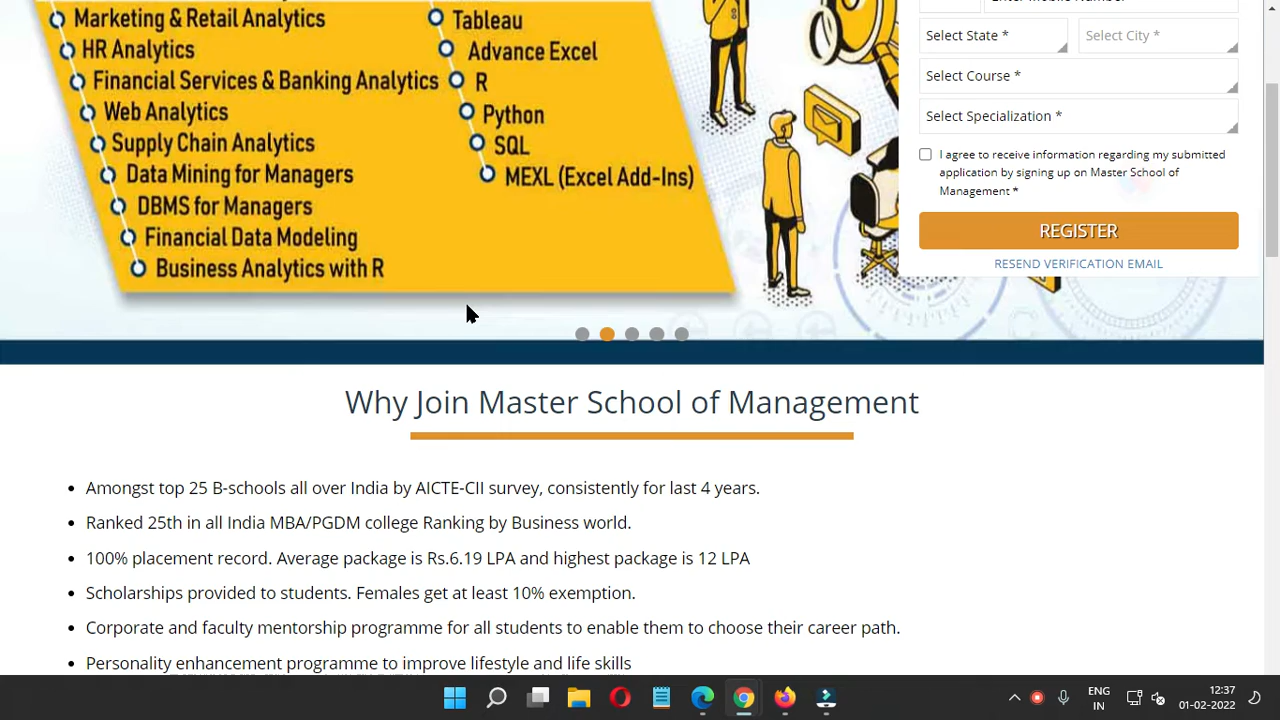 Marketing & Retail Analytics
HR Analytics
Financial Services & Banking Analytics
Web Analytics
Supply Chain Analytics
Data Mining for Managers
DBMS for Managers
Financial Data Modeling
Business Analytics with R
Tableau
Advance Excel
R
Python
SQL
MEXL (Excel Add-Ins)
Select State *
Select City *
Select Course *
Select Specialization *
I agree to receive information regarding my submitted
application by signing up on Master School of
Management *
REGISTER
RESEND VERIFICATION EMAIL
Why Join Master School of Management
Amongst top 25 B-schools all over India by AICTE-CII survey, consistently for last 4 years.
Ranked 25th in all India MBA/PGDM college Ranking by Business world.
100% placement record. Average package is Rs.6.19 LPA and highest package is 12 LPA
Scholarships provided to students. Females get at least 10% exemption.
Corporate and faculty mentorship programme for all students to enable them to choose their career path.
Personality enhancement programme to improve lifestyle and life skills
ENG
IN
12:37
01-02-2022